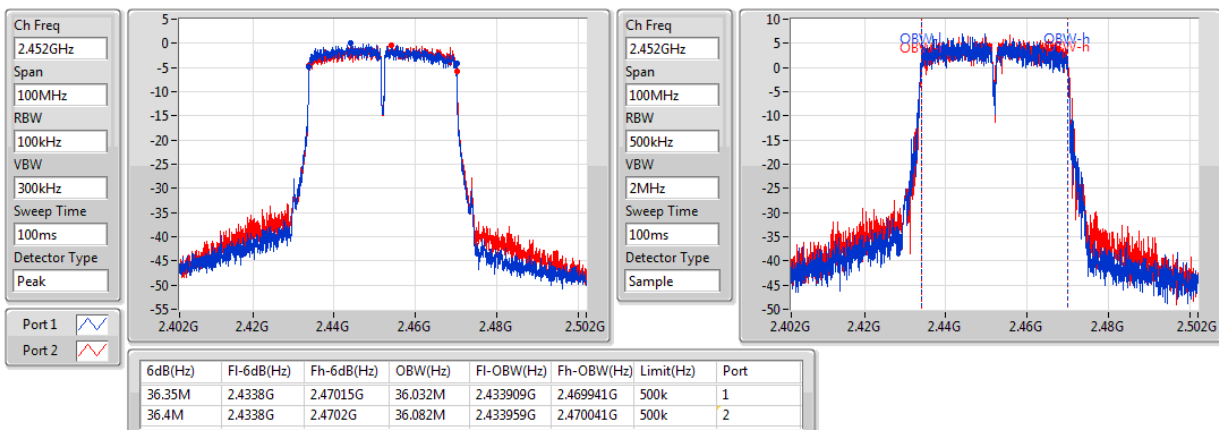 Ch Freq
2.452GHz
Span
100MHz
RBW
100kHz
VBW
300kHz
Sweep Time
100ms
Detector Type
Peak
Port 1
Port 2
5
0
-5
-10
-15
-20
-25
-30
-35
-40
-45
-50
-55
2.402G 2.42G 2.44G 2.46G 2.48G 2.502G
Ch Freq
2.452GHz
Span
100MHz
RBW
500kHz
VBW
2MHz
Sweep Time
100ms
Detector Type
Sample
10
5
0
-5
-10
-15
-20
-25
-30
-35
-40
-45
-50
OBW-h
2.402G 2.42G 2.44G 2.46G 2.48G 2.502G
6dB(Hz) Fl-6dB(Hz) Fh-6dB(Hz) OBW(Hz) Fl-OBW(Hz) Fh-OBW(Hz) Limit(Hz) Port
36.35M 2.4338G 2.47015G 36.032M 2.433909G 2.469941G 500k 1
36.4M 2.4338G 2.4702G 36.082M 2.433959G 2.470041G 500k 2